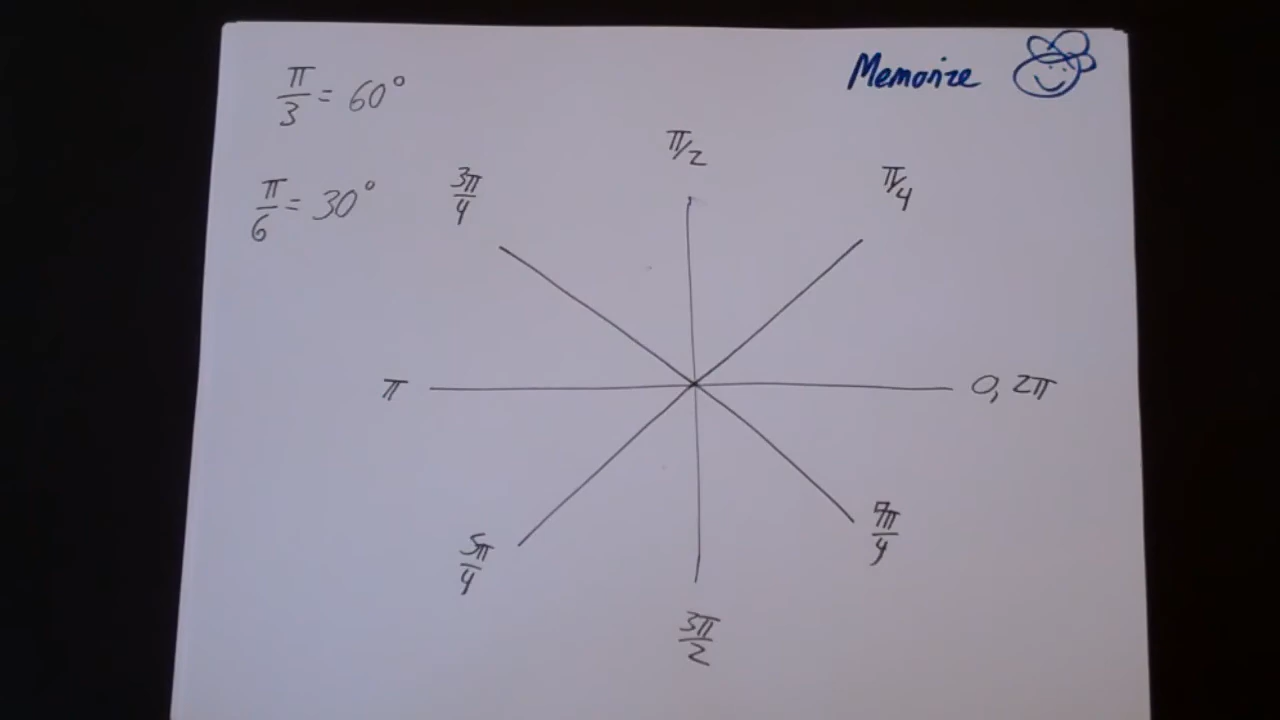 π/3 = 60°
Memorize
π/6 = 30°
3π/4
π/2
π/4
π
0, 2π
5π/4
7π/4
3π/2